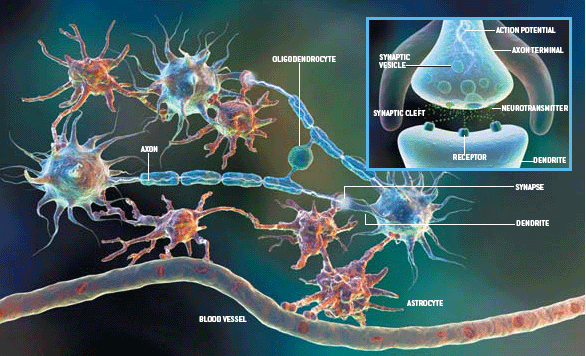 ACTION POTENTIAL
AXON TERMINAL
SYNAPTIC
VESICLE
NEUROTRANSMITTER
SYNAPTIC CLEFT
RECEPTOR
DENDRITE
OLIGODENDROCYTE
AXON
SYNAPSE
DENDRITE
ASTROCYTE
BLOOD VESSEL